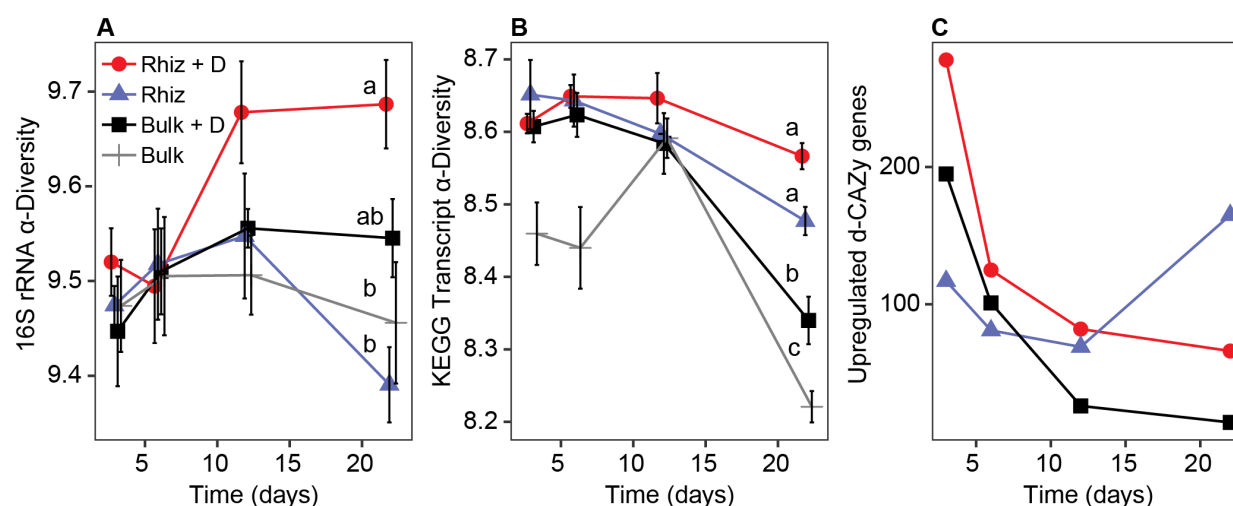 A
16S rRNA α-Diversity
9.7
9.6
9.5
9.4
Rhiz + D
Rhiz
Bulk + D
Bulk
a
ab
b
b
5 10 15 20
Time (days)
B
KEGG Transcript α-Diversity
8.7
8.6
8.5
8.4
8.3
8.2
a
a
b
c
5 10 15 20
Time (days)
C
Upregulated d-CAZy genes
200
100
5 10 15 20
Time (days)